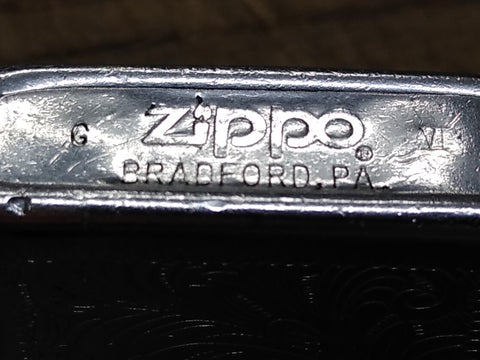 G Zippo® VI
BRADFORD, PA.